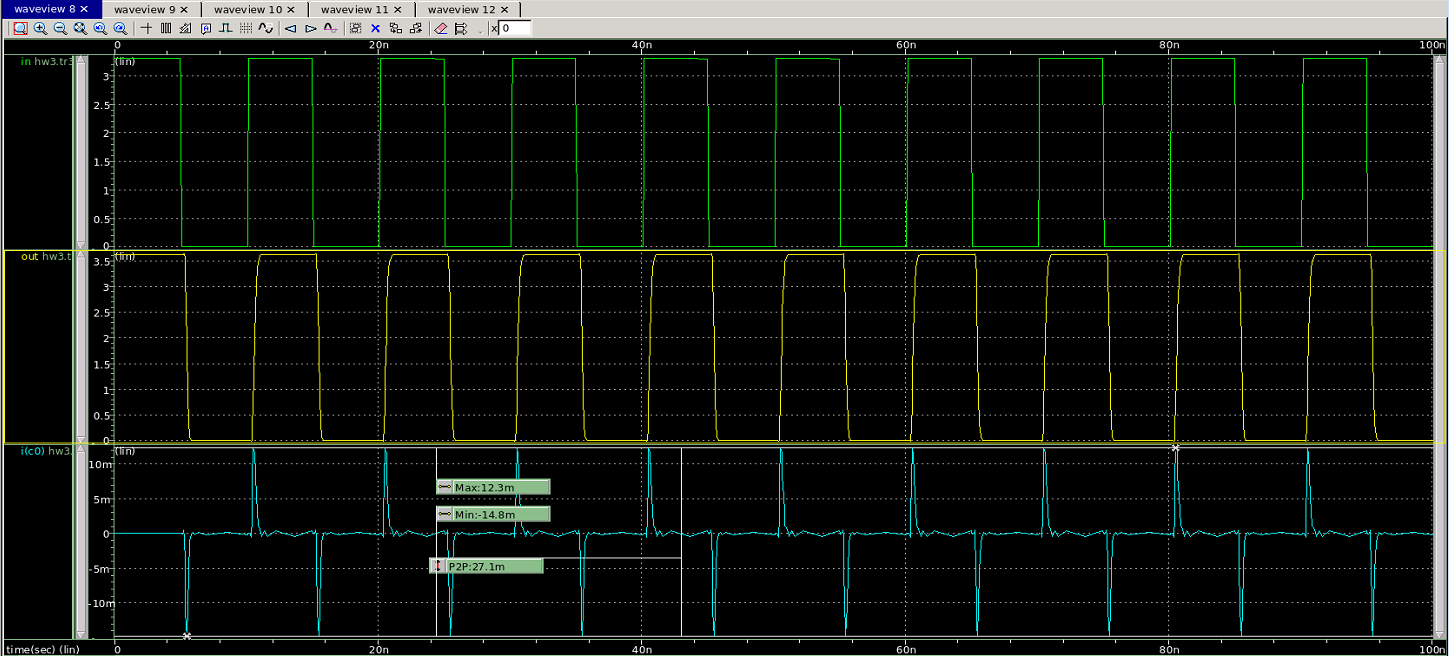 waveview 8 × waveview 9 × waveview 10 × waveview 11 × waveview 12 ×
x 0
0 20n 40n 60n 80n 100n
in hw3.tr3 (lin)
3
2.5
2
1.5
1
0.5
0
out hw3.t (lin)
3.5
3
2.5
2
1.5
1
0.5
0
i(c0) hw3. (lin)
10m
5m
0
-5m
-10m
Max:12.3m
Min:-14.8m
P2P:27.1m
time(sec) (lin) 0 20n 40n 60n 80n 100n